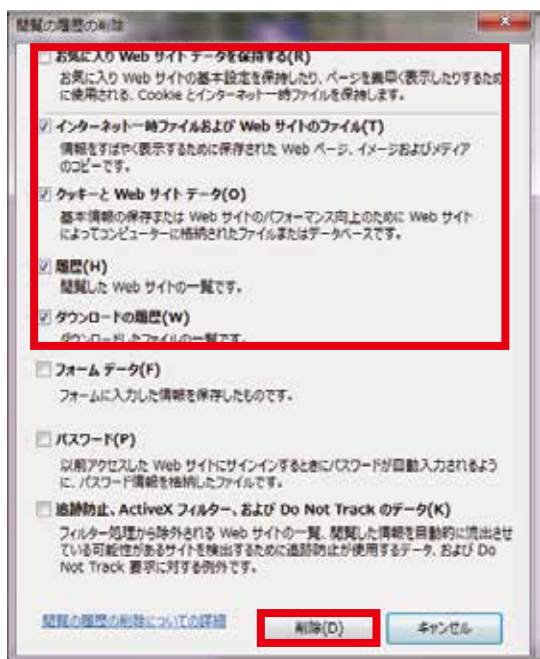 閲覧の履歴の削除
お気に入り Web サイト データを保持する(R)
お気に入り Web サイトの基本設定を保持したり、ページを素早く表示したりするため
に使用される、Cookie とインターネット一時ファイルを保持します。
インターネット一時ファイルおよび Web サイトのファイル(T)
情報をすばやく表示するために保存された Web ページ、イメージおよびメディア
のコピーです。
クッキーと Web サイト データ(O)
基本情報の保存または Web サイトのパフォーマンス向上のために Web サイト
によってコンピューターに格納されたファイルまたはデータベースです。
履歴(H)
閲覧した Web サイトの一覧です。
ダウンロードの履歴(W)
ダウンロードしたファイルの一覧です。
フォーム データ(F)
フォームに入力した情報を保存したものです。
パスワード(P)
以前アクセスした Web サイトにサインインするときにパスワードが自動入力されるよう
に、パスワード情報を格納したファイルです。
追跡防止、ActiveX フィルター、および Do Not Track のデータ(K)
フィルター処理から除外される Web サイトの一覧、閲覧した情報を自動的に流出させ
ている可能性があるサイトを検出するために追跡防止が使用するデータ、および Do
Not Track 要求に対する例外です。
閲覧の履歴の削除についての詳細
削除(D)
キャンセル